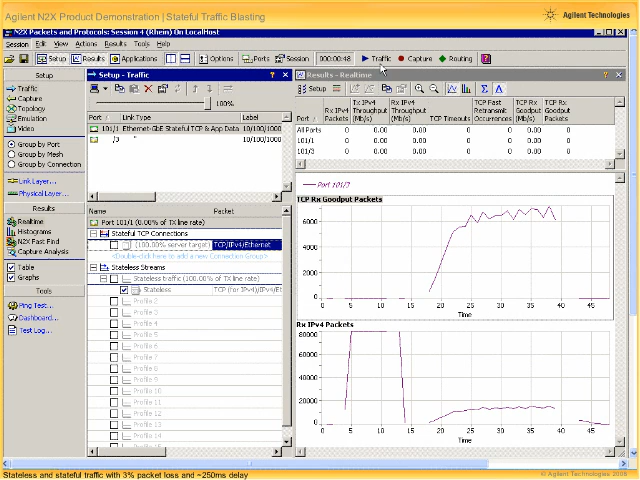 Agilent N2X Product Demonstration | Stateful Traffic Blasting
Agilent Technologies
N2X Packets and Protocols: Session 4 (Rhein) On LocalHost
Session Edit View Actions Results Tools Help
Setup Results Applications Options Ports Session 000:00:48 Traffic Capture Routing
Setup
Traffic
Capture
Topology
Emulation
Video
Group by Port
Group by Mesh
Group by Connection
Link Layer...
Physical Layer...
Results
Realtime
Histograms
N2X Fast Find
Capture Analysis
Table
Graphs
Tools
Ping Test...
Dashboard...
Test Log...
Setup - Traffic
100%
Port Link Type Label
101/1 Ethernet-GbE Stateful TCP & App Data 10/100/1000
/3 " 10/100/1000
Name Packet
Port 101/1 (0.00% of TX line rate)
Stateful TCP Connections
(100.00% server target) TCP/IPv4/Ethernet
<Double-click here to add a new Connection Group>
Stateless Streams
Stateless traffic (100.00% of TX line rate)
Stateless TCP (for IPv4)/IPv4/Et
Profile 2
Profile 3
Profile 4
Profile 5
Profile 6
Profile 7
Profile 8
Profile 9
Profile 10
Profile 11
Profile 12
Profile 13
Profile 14
Results - Realtime
Setup
Port Rx IPv4 Packets Tx IPv4 Throughput (Mb/s) Rx IPv4 Throughput (Mb/s) TCP Timeouts TCP Fast Retransmit Occurrences TCP Rx Goodput (Mb/s) TCP Rx Goodput Packets
All Ports 0 0.00 0.00 0 0 0.00 0
101/1 0 0.00 0.00 0 0 0.00 0
101/3 0 0.00 0.00 0 0 0.00 0
Port 101/3
TCP Rx Goodput Packets
6000
4000
2000
0
0 5 10 15 20 25 30 35 40 45
Time
Rx IPv4 Packets
80000
60000
40000
20000
0
0 5 10 15 20 25 30 35 40 45
Time
Stateless and stateful traffic with 3% packet loss and ~250ms delay
© Agilent Technologies 2008